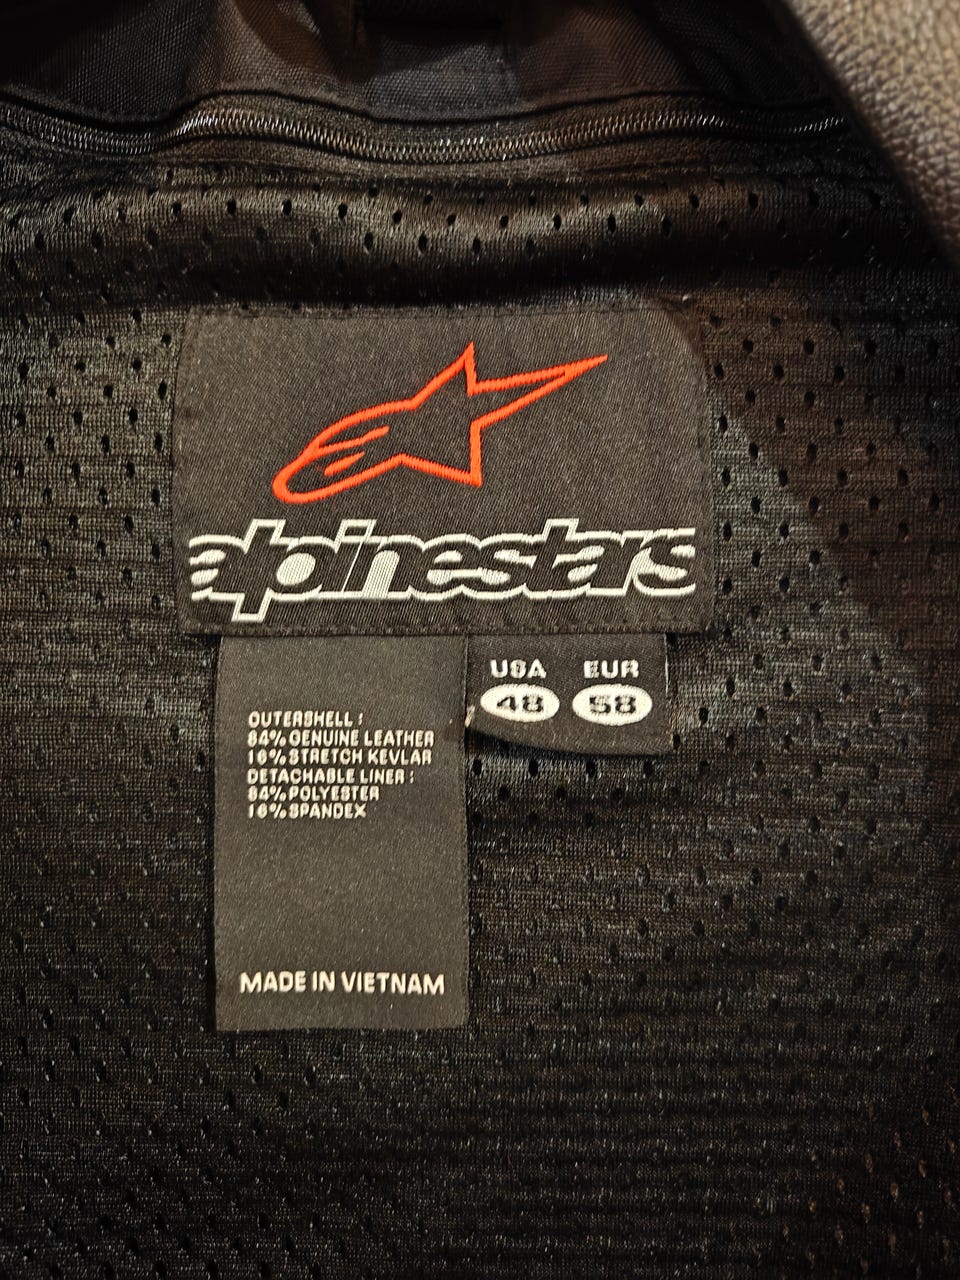 alpinestars
USA EUR
48 58
OUTERSHELL :
84% GENUINE LEATHER
16% STRETCH KEVLAR
DETACHABLE LINER :
84% POLYESTER
16% SPANDEX
MADE IN VIETNAM